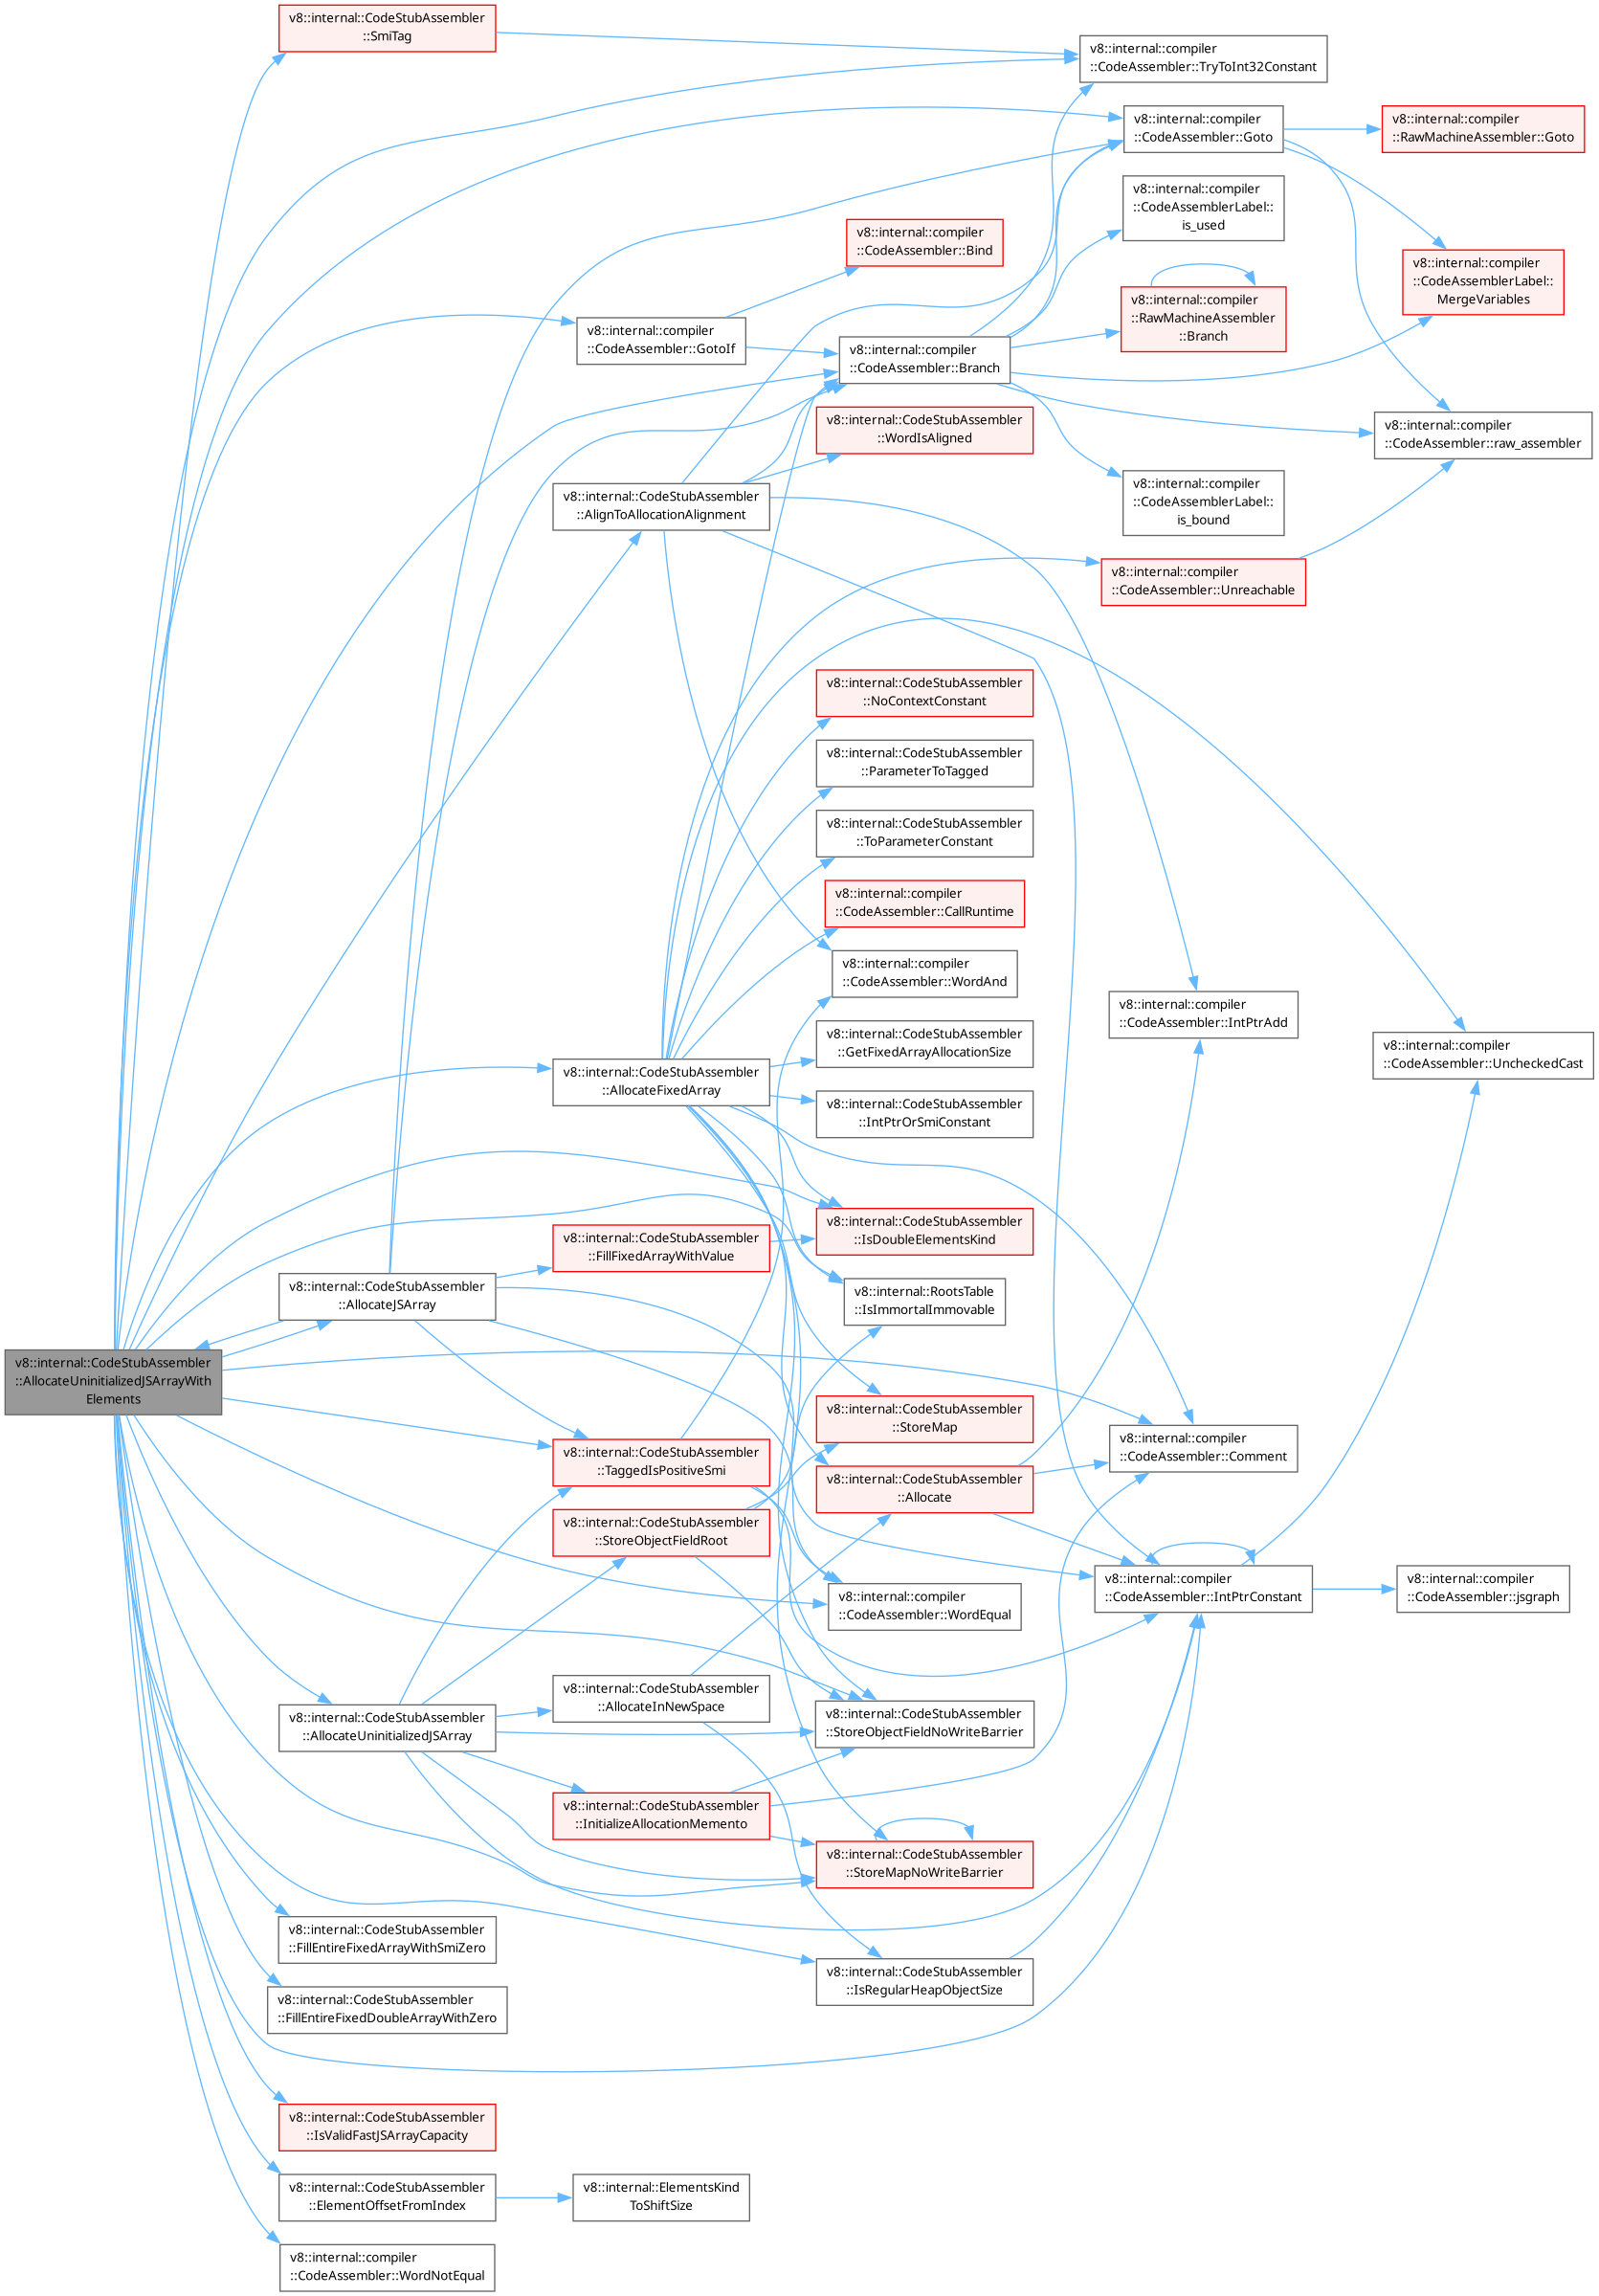 v8::internal::CodeStubAssembler
::SmiTag
v8::internal::compiler
::CodeAssembler::TryToInt32Constant
v8::internal::compiler
::CodeAssembler::Goto
v8::internal::compiler
::RawMachineAssembler::Goto
v8::internal::compiler
::CodeAssemblerLabel::
is_used
v8::internal::compiler
::CodeAssembler::Bind
v8::internal::compiler
::CodeAssemblerLabel::
MergeVariables
v8::internal::compiler
::RawMachineAssembler
::Branch
v8::internal::compiler
::CodeAssembler::GotoIf
v8::internal::compiler
::CodeAssembler::Branch
v8::internal::CodeStubAssembler
::WordIsAligned
v8::internal::compiler
::CodeAssembler::raw_assembler
v8::internal::CodeStubAssembler
::AlignToAllocationAlignment
v8::internal::compiler
::CodeAssemblerLabel::
is_bound
v8::internal::compiler
::CodeAssembler::Unreachable
v8::internal::CodeStubAssembler
::NoContextConstant
v8::internal::CodeStubAssembler
::ParameterToTagged
v8::internal::CodeStubAssembler
::ToParameterConstant
v8::internal::compiler
::CodeAssembler::CallRuntime
v8::internal::compiler
::CodeAssembler::WordAnd
v8::internal::compiler
::CodeAssembler::IntPtrAdd
v8::internal::CodeStubAssembler
::GetFixedArrayAllocationSize
v8::internal::compiler
::CodeAssembler::UncheckedCast
v8::internal::CodeStubAssembler
::AllocateFixedArray
v8::internal::CodeStubAssembler
::IntPtrOrSmiConstant
v8::internal::CodeStubAssembler
::IsDoubleElementsKind
v8::internal::CodeStubAssembler
::FillFixedArrayWithValue
v8::internal::CodeStubAssembler
::AllocateJSArray
v8::internal::RootsTable
::IsImmortalImmovable
v8::internal::CodeStubAssembler
::AllocateUninitializedJSArrayWith
Elements
v8::internal::CodeStubAssembler
::StoreMap
v8::internal::compiler
::CodeAssembler::Comment
v8::internal::CodeStubAssembler
::TaggedIsPositiveSmi
v8::internal::CodeStubAssembler
::Allocate
v8::internal::CodeStubAssembler
::StoreObjectFieldRoot
v8::internal::compiler
::CodeAssembler::IntPtrConstant
v8::internal::compiler
::CodeAssembler::jsgraph
v8::internal::compiler
::CodeAssembler::WordEqual
v8::internal::CodeStubAssembler
::AllocateInNewSpace
v8::internal::CodeStubAssembler
::AllocateUninitializedJSArray
v8::internal::CodeStubAssembler
::StoreObjectFieldNoWriteBarrier
v8::internal::CodeStubAssembler
::InitializeAllocationMemento
v8::internal::CodeStubAssembler
::StoreMapNoWriteBarrier
v8::internal::CodeStubAssembler
::FillEntireFixedArrayWithSmiZero
v8::internal::CodeStubAssembler
::IsRegularHeapObjectSize
v8::internal::CodeStubAssembler
::FillEntireFixedDoubleArrayWithZero
v8::internal::CodeStubAssembler
::IsValidFastJSArrayCapacity
v8::internal::CodeStubAssembler
::ElementOffsetFromIndex
v8::internal::ElementsKind
ToShiftSize
v8::internal::compiler
::CodeAssembler::WordNotEqual